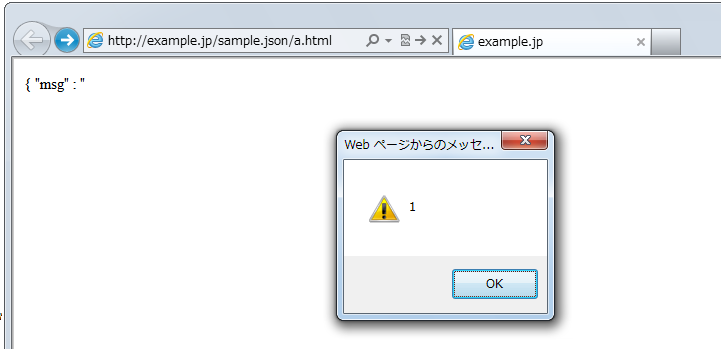 http://example.jp/sample.json/a.html
example.jp
{ "msg" : "
Web ページからのメッセ...
1
OK